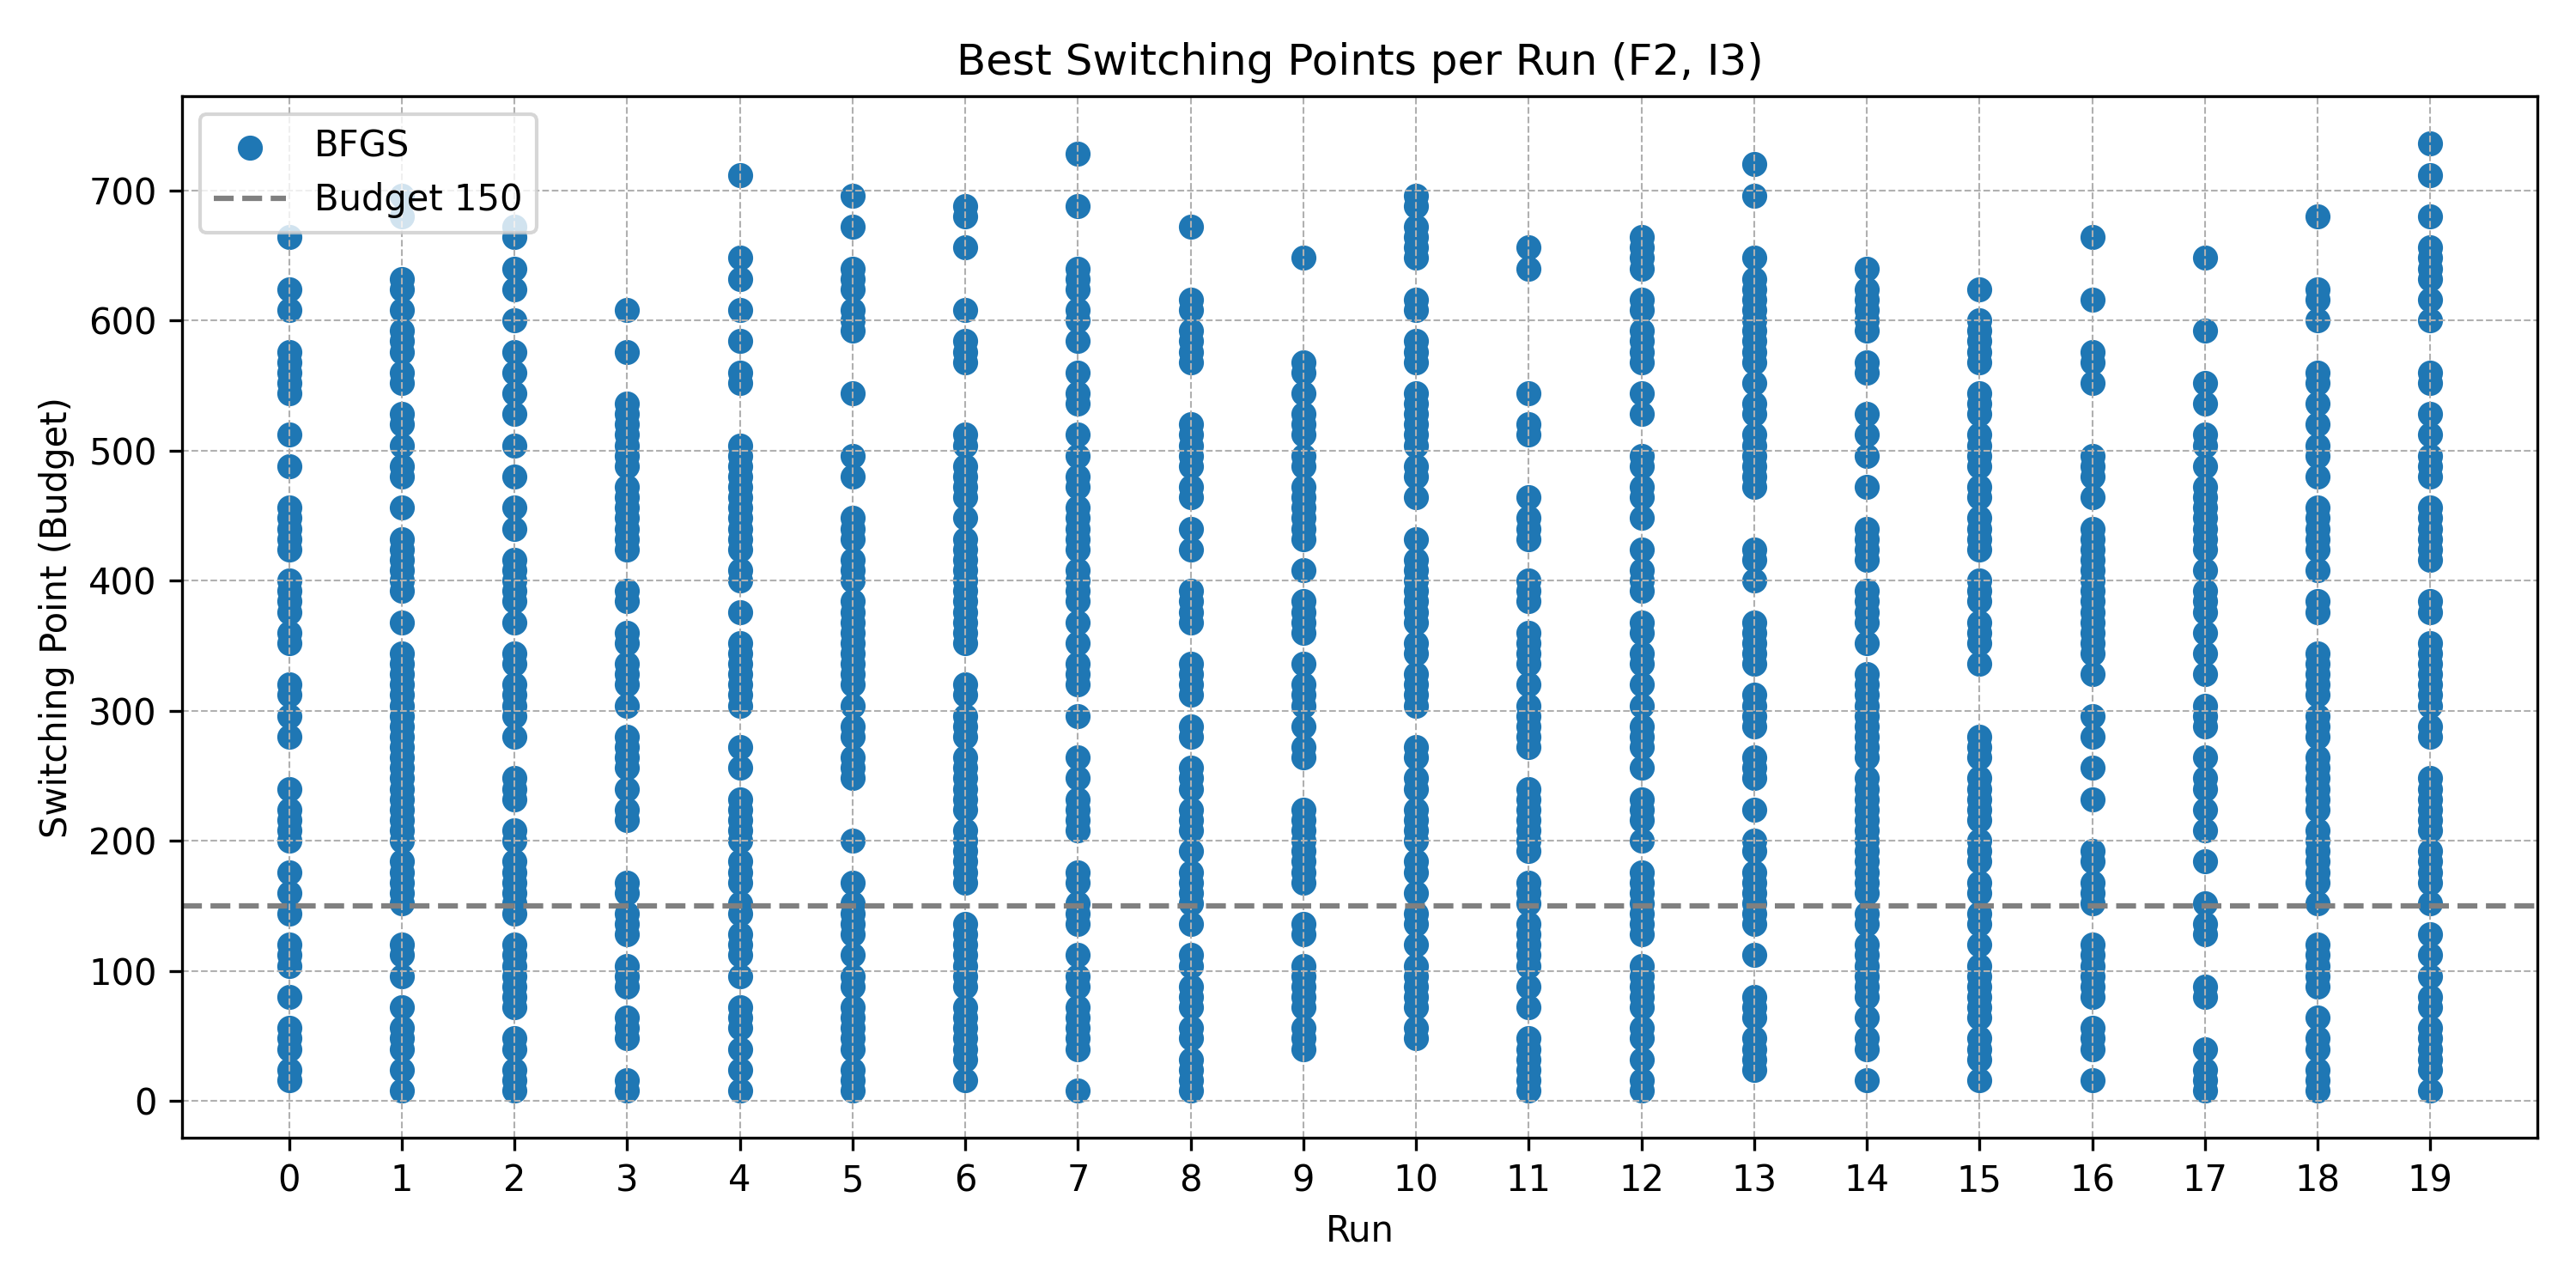 Best Switching Points per Run (F2, I3)
BFGS
Budget 150
Switching Point (Budget)
700
600
500
400
300
200
100
0
0 1 2 3 4 5 6 7 8 9 10 11 12 13 14 15 16 17 18 19
Run